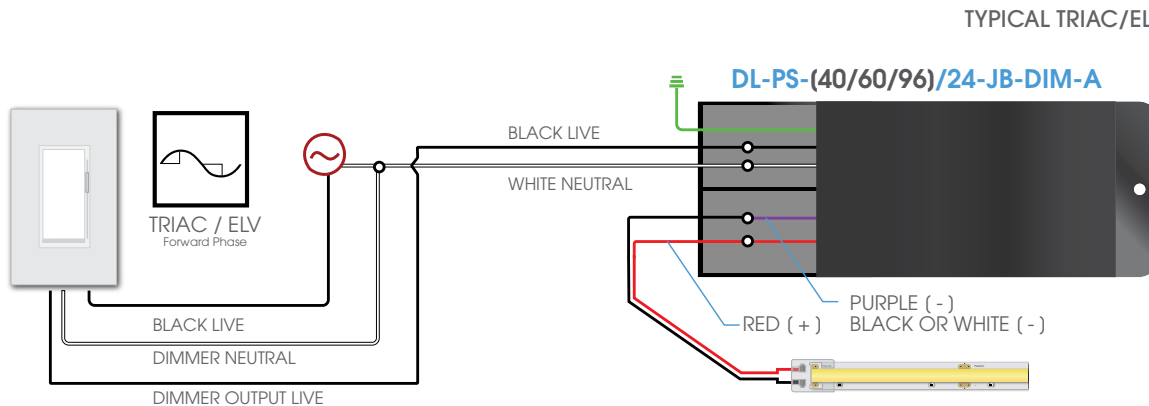 TYPICAL TRIAC/EL
DL-PS-(40/60/96)/24-JB-DIM-A
BLACK LIVE
WHITE NEUTRAL
TRIAC / ELV
Forward Phase
BLACK LIVE
DIMMER NEUTRAL
DIMMER OUTPUT LIVE
RED ( + )
PURPLE ( - )
BLACK OR WHITE ( - )